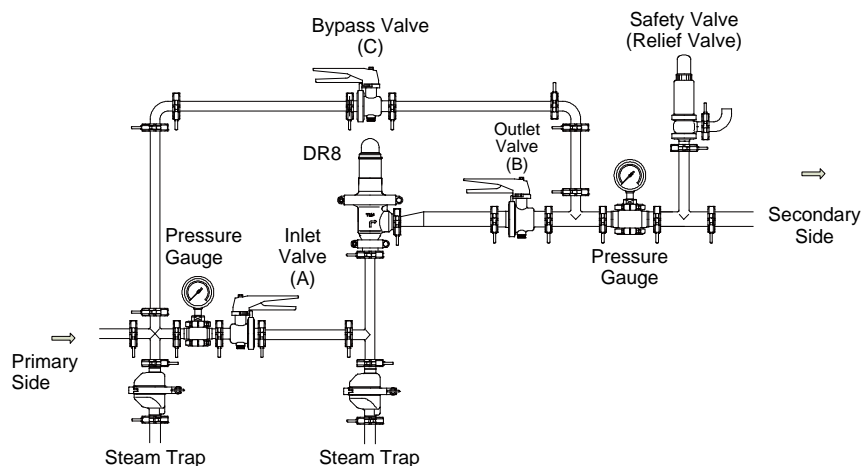 Bypass Valve
(C)
Safety Valve
(Relief Valve)
DR8
Outlet
Valve
(B)
Secondary
Side
Pressure
Gauge
Inlet
Valve
(A)
Pressure
Gauge
Primary
Side
Steam Trap
Steam Trap